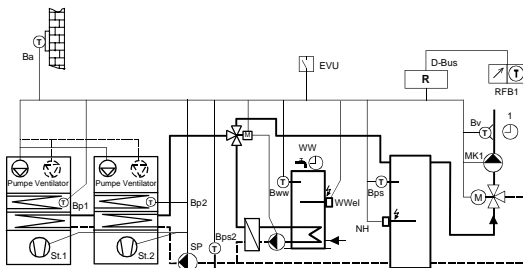 Ba
T
EVU
D-Bus
R
T
RFB1
Bv
T
1
MK1
M
M
WW
Pumpe Ventilator
Pumpe Ventilator
Bp1
T
T
Bp2
T
Bww
WWel
T
Bps
NH
St.1
St.2
SP
T
Bps2